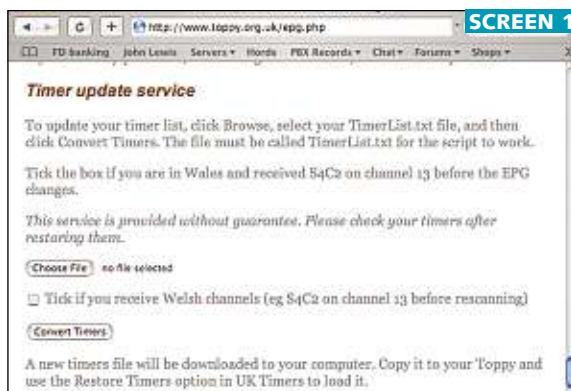 http://www.toppy.org.uk/epg.php
SCREEN 1
FD banking John Lewis Servers Horde PBX Records Chat Forums Shops
Timer update service
To update your timer list, click Browse, select your TimerList.txt file, and then
click Convert Timers. The file must be called TimerList.txt for the script to work.
Tick the box if you are in Wales and received S4C2 on channel 13 before the EPG
changes.
This service is provided without guarantee. Please check your timers after
restoring them.
Choose File no file selected
Tick if you receive Welsh channels (eg S4C2 on channel 13 before rescanning)
Convert Timers
A new timers file will be downloaded to your computer. Copy it to your Toppy and
use the Restore Timers option in UK Timers to load it.